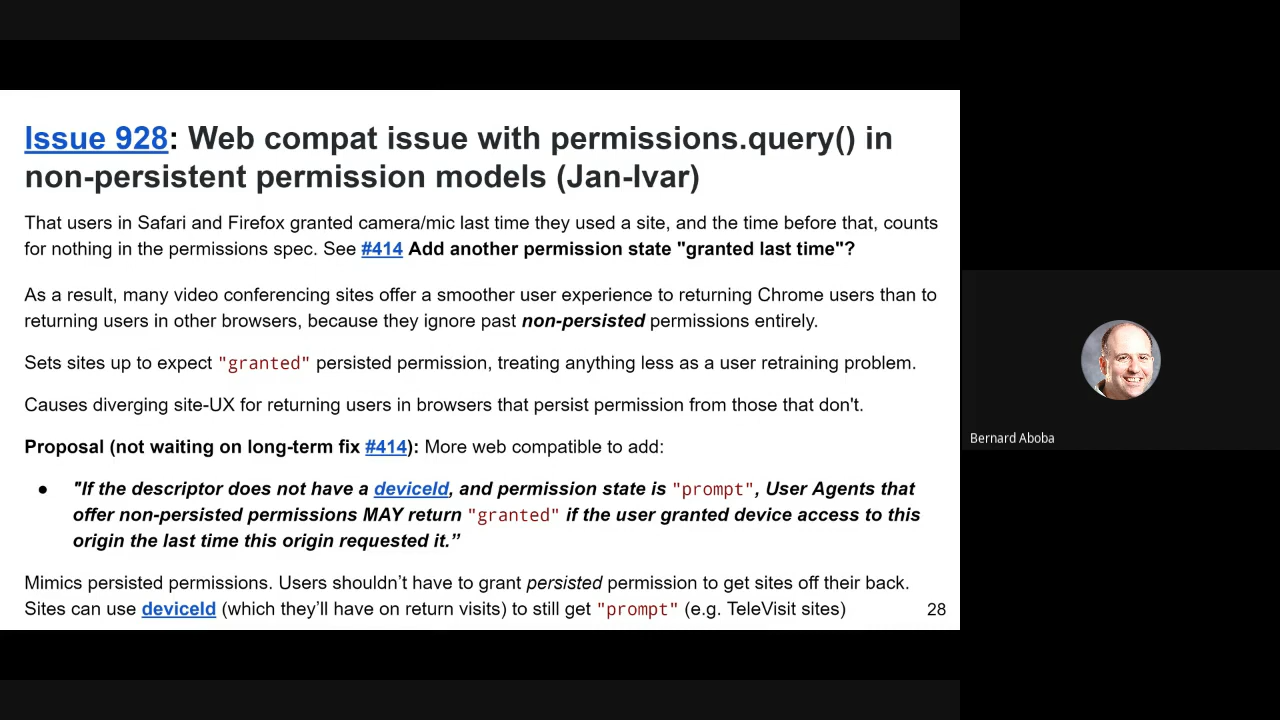 Issue 928: Web compat issue with permissions.query() in
non-persistent permission models (Jan-Ivar)
That users in Safari and Firefox granted camera/mic last time they used a site, and the time before that, counts
for nothing in the permissions spec. See #414 Add another permission state "granted last time"?
As a result, many video conferencing sites offer a smoother user experience to returning Chrome users than to
returning users in other browsers, because they ignore past non-persisted permissions entirely.
Sets sites up to expect "granted" persisted permission, treating anything less as a user retraining problem.
Causes diverging site-UX for returning users in browsers that persist permission from those that don't.
Proposal (not waiting on long-term fix #414): More web compatible to add:
● "If the descriptor does not have a deviceId, and permission state is "prompt", User Agents that
offer non-persisted permissions MAY return "granted" if the user granted device access to this
origin the last time this origin requested it.”
Mimics persisted permissions. Users shouldn’t have to grant persisted permission to get sites off their back.
Sites can use deviceId (which they’ll have on return visits) to still get "prompt" (e.g. TeleVisit sites)
28
Bernard Aboba